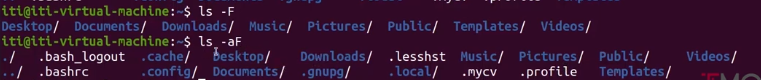 iti@iti-virtual-machine:~$ ls -F
Desktop/ Documents/ Downloads/ Music/ Pictures/ Public/ Templates/ Videos/
iti@iti-virtual-machine:~$ ls -aF
./ .bash_logout .cache/ Desktop/ Downloads/ .lesshst Music/ Pictures/ Public/ Videos/
../ .bashrc .config/ Documents/ .gnupg/ .local/ .mycv .profile Templates/